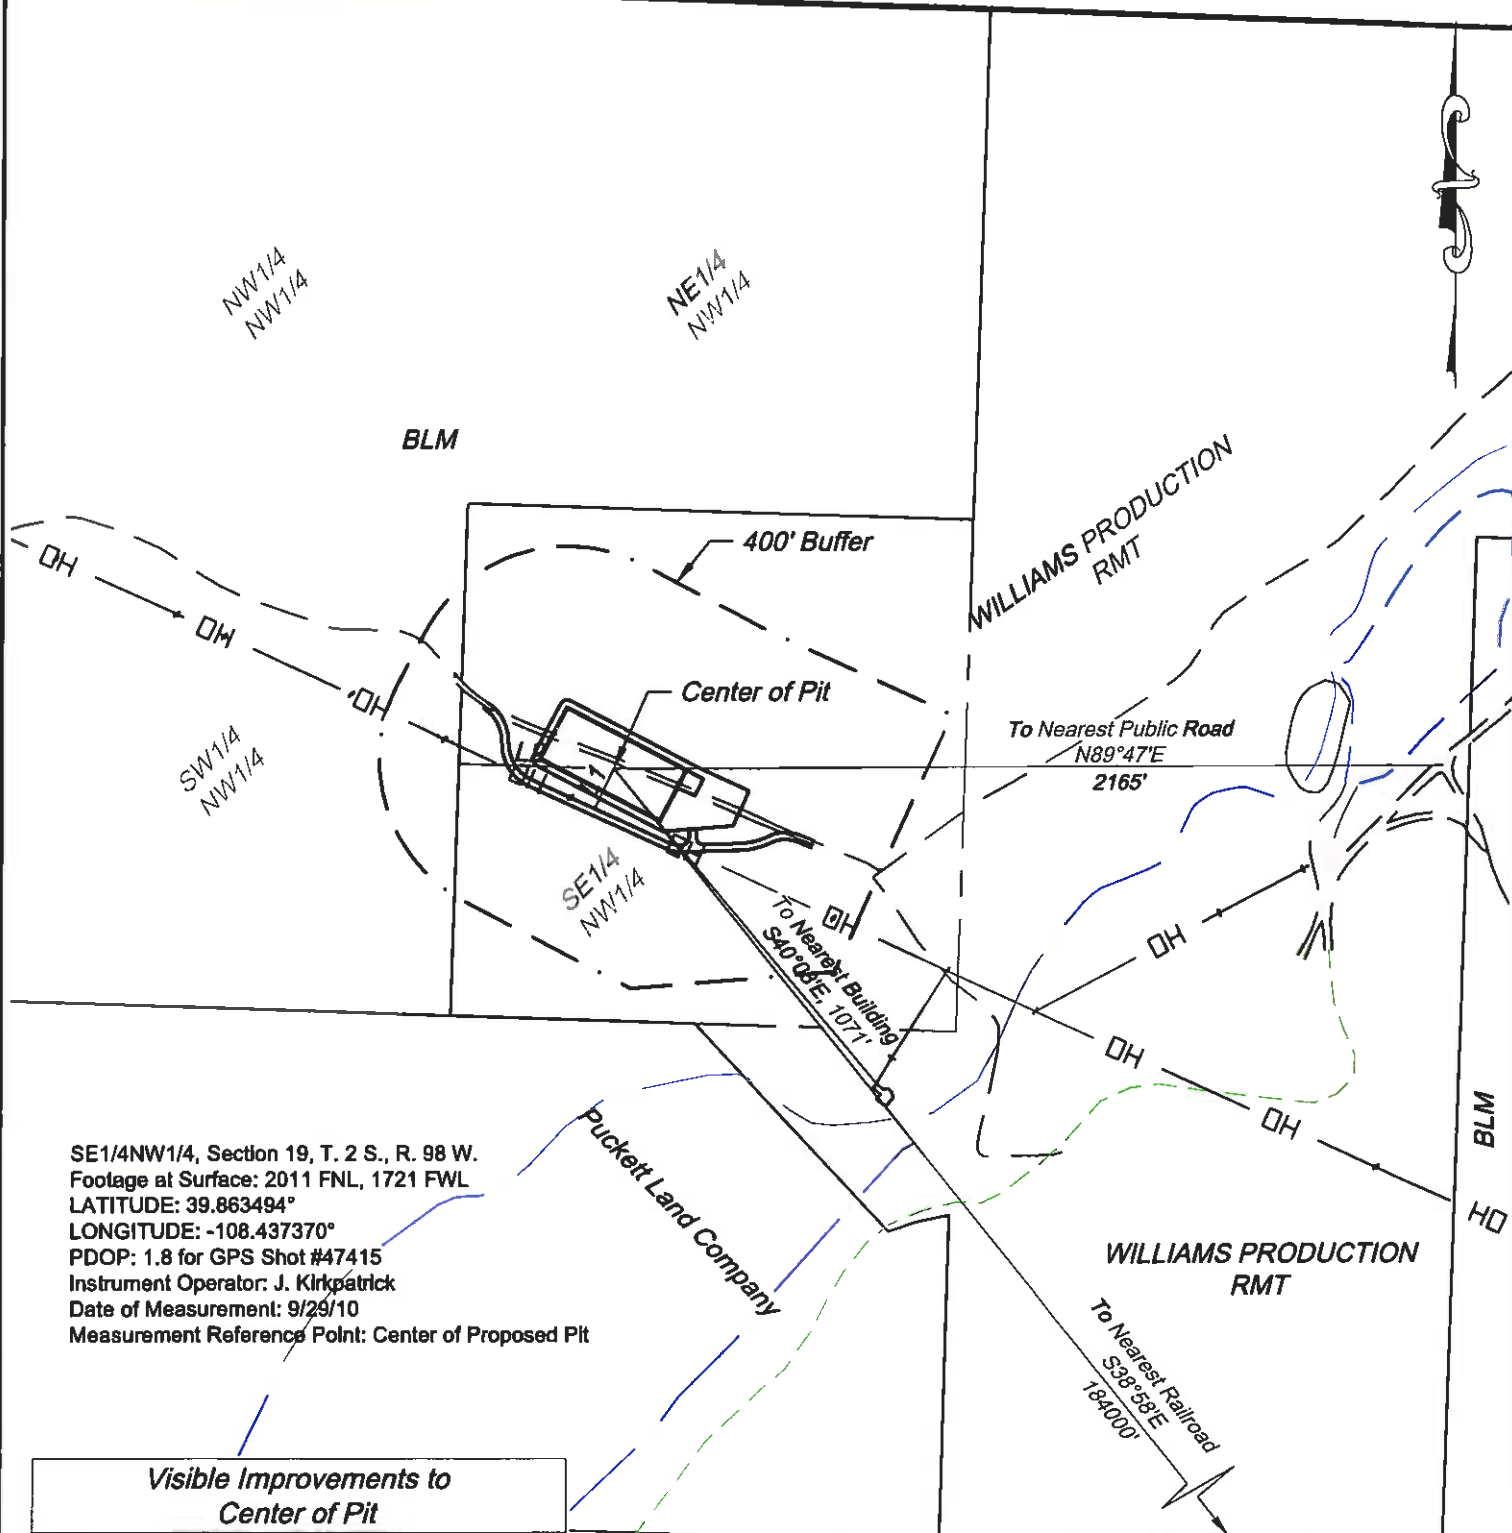 NW1/4
NW1/4
NE1/4
NW1/4
BLM
400' Buffer
WILLIAMS PRODUCTION
RMT
Center of Pit
To Nearest Public Road
N89°47'E
2165'
OH
OH
OH
SW1/4
NW1/4
SE1/4
NW1/4
OH
OH
To Nearest Building
S40°08'E, 1071'
OH
OH
OH
BLM
Puckett Land Company
SE1/4NW1/4, Section 19, T. 2 S., R. 98 W.
Footage at Surface: 2011 FNL, 1721 FWL
LATITUDE: 39.863494°
LONGITUDE: -108.437370°
PDOP: 1.8 for GPS Shot #47415
Instrument Operator: J. Kirkpatrick
Date of Measurement: 9/29/10
Measurement Reference Point: Center of Proposed Pit
WILLIAMS PRODUCTION
RMT
To Nearest Railroad
S38°58'E
184000'
Visible Improvements to
Center of Pit